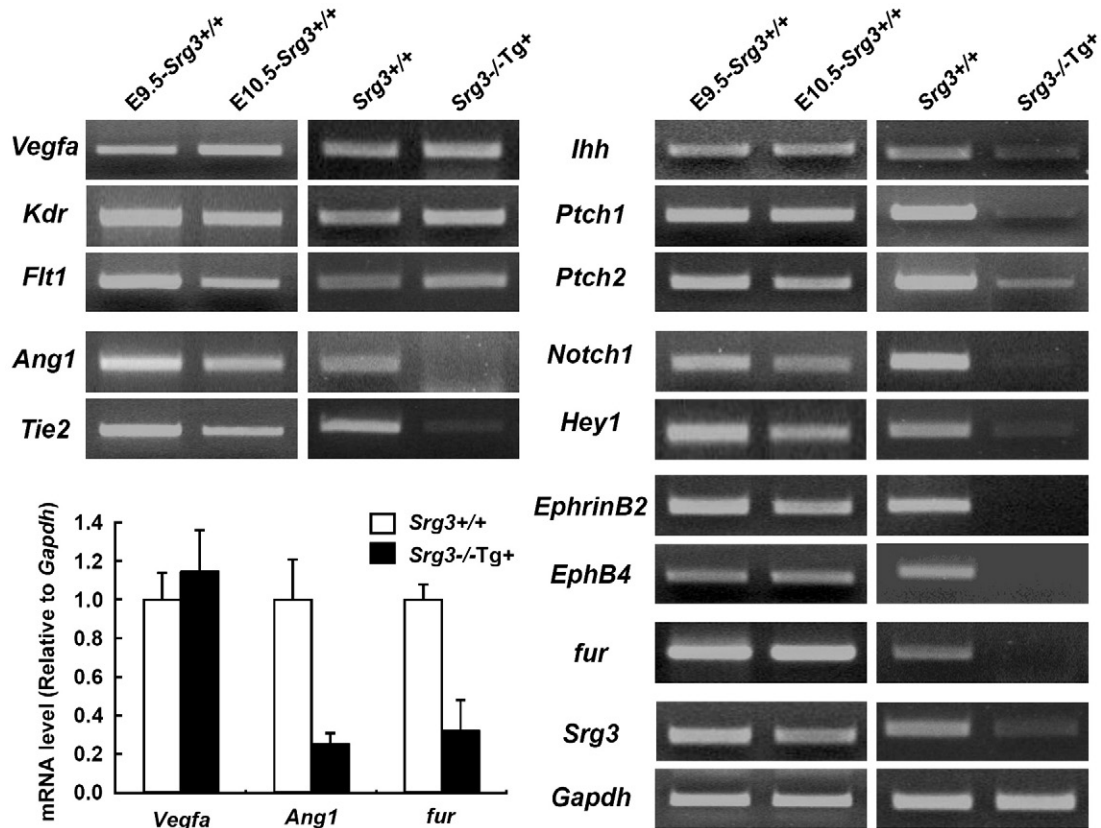 E9.5-Srg3+/+ E10.5-Srg3+/+ Srg3+/+ Srg3-/-Tg+
Vegfa
Kdr
Flt1
Ang1
Tie2
mRNA level (Relative to Gapdh)
1.4
1.2
1.0
0.8
0.6
0.4
0.2
0.0
Srg3+/+
Srg3-/-Tg+
Vegfa Ang1 fur
E9.5-Srg3+/+ E10.5-Srg3+/+ Srg3+/+ Srg3-/-Tg+
Ihh
Ptch1
Ptch2
Notch1
Hey1
EphrinB2
EphB4
fur
Srg3
Gapdh